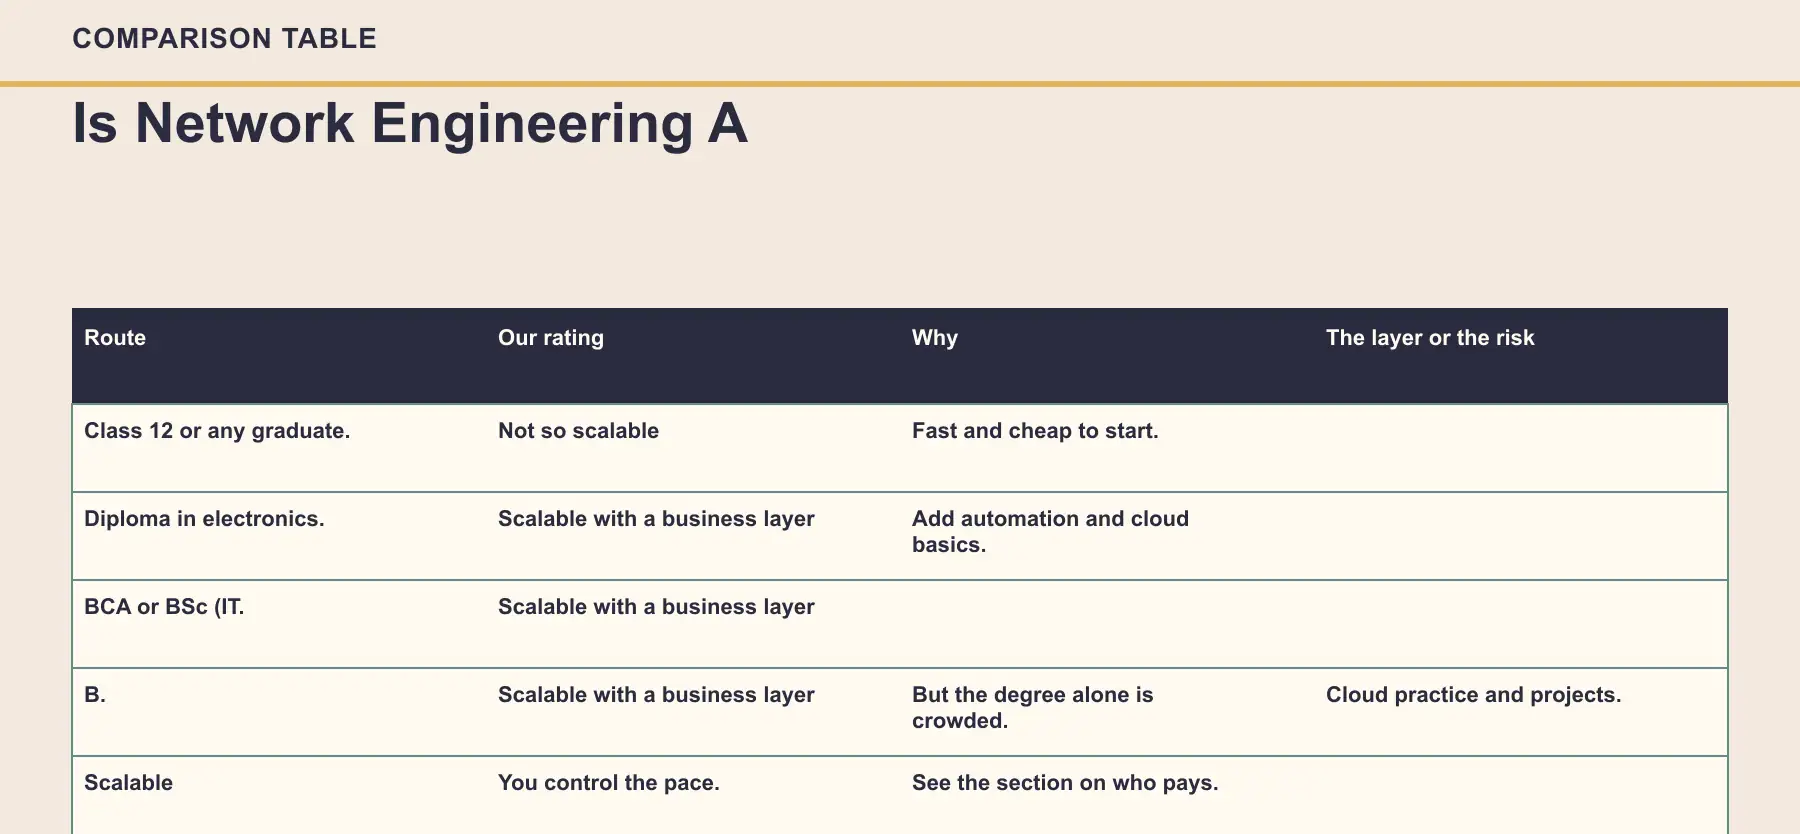 COMPARISON TABLE
Is Network Engineering A
Route Our rating Why The layer or the risk
Class 12 or any graduate. Not so scalable Fast and cheap to start.
Diploma in electronics. Scalable with a business layer Add automation and cloud
basics.
BCA or BSc (IT. Scalable with a business layer
B. Scalable with a business layer But the degree alone is Cloud practice and projects.
crowded.
Scalable You control the pace. See the section on who pays.